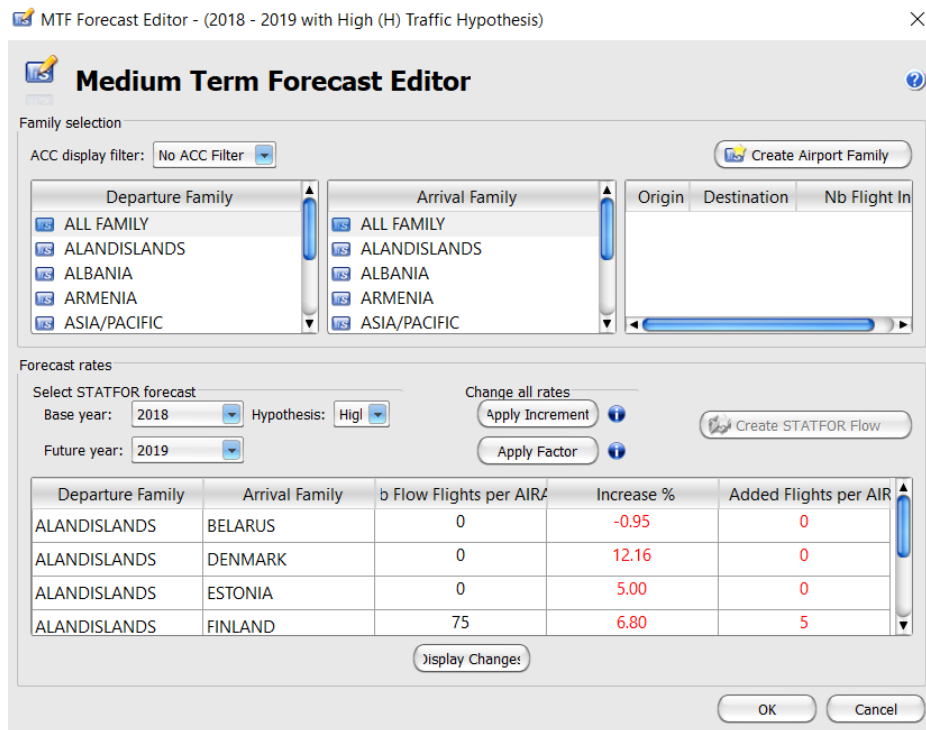 MTF Forecast Editor - (2018 - 2019 with High (H) Traffic Hypothesis)
Medium Term Forecast Editor
Family selection
ACC display filter: No ACC Filter
Create Airport Family
Departure Family Arrival Family Origin Destination Nb Flight In
ALL FAMILY ALL FAMILY
ALANDISLANDS ALANDISLANDS
ALBANIA ALBANIA
ARMENIA ARMENIA
ASIA/PACIFIC ASIA/PACIFIC
Forecast rates
Select STATFOR forecast Change all rates
Base year: 2018 Hypothesis: Higl Apply Increment
Create STATFOR Flow
Future year: 2019 Apply Factor
Departure Family Arrival Family b Flow Flights per AIRA Increase % Added Flights per AIR
ALANDISLANDS BELARUS 0 -0.95 0
ALANDISLANDS DENMARK 0 12.16 0
ALANDISLANDS ESTONIA 0 5.00 0
ALANDISLANDS FINLAND 75 6.80 5
Display Changes
OK Cancel